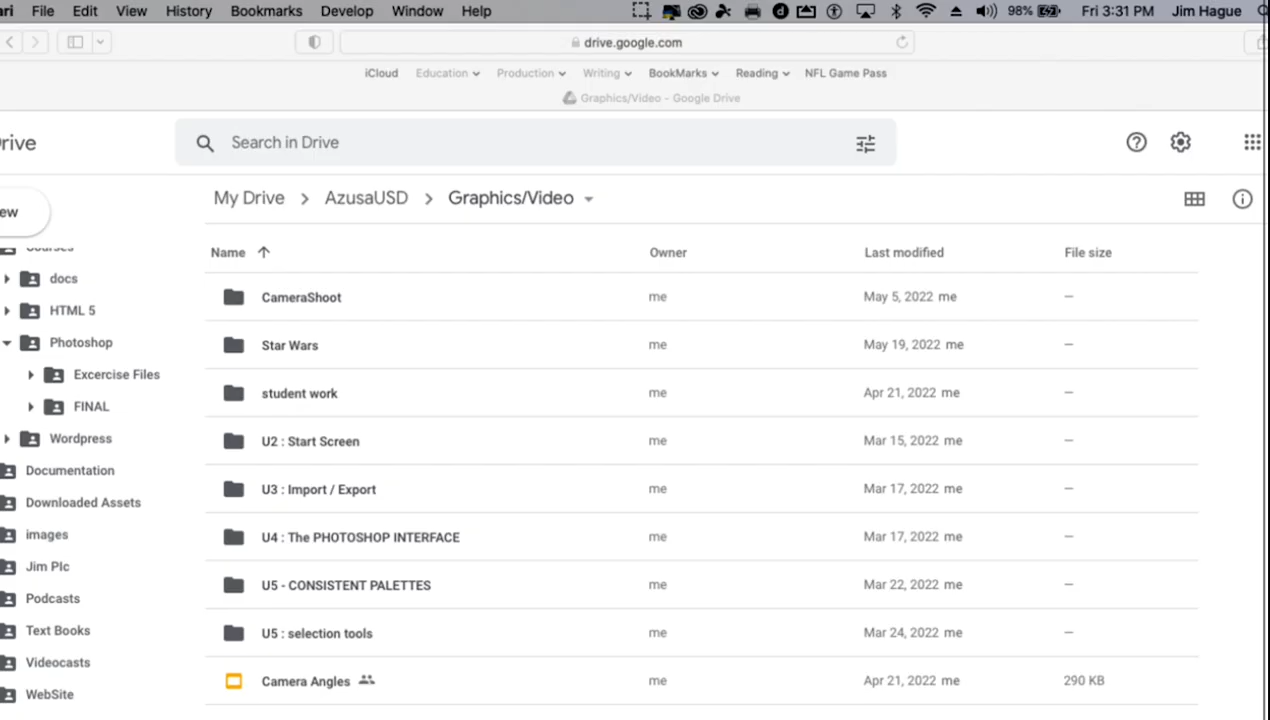 ari File Edit View History Bookmarks Develop Window Help 98% Fri 3:31 PM Jim Hague
drive.google.com
iCloud Education Production Writing BookMarks Reading NFL Game Pass
Graphics/Video - Google Drive
rive Search in Drive
ew My Drive > AzusaUSD > Graphics/Video
Courses
docs
HTML 5
Photoshop
Excercise Files
FINAL
Wordpress
Documentation
Downloaded Assets
images
Jim Plc
Podcasts
Text Books
Videocasts
WebSite
Name Owner Last modified File size
CameraShoot me May 5, 2022 me –
Star Wars me May 19, 2022 me –
student work me Apr 21, 2022 me –
U2 : Start Screen me Mar 15, 2022 me –
U3 : Import / Export me Mar 17, 2022 me –
U4 : The PHOTOSHOP INTERFACE me Mar 17, 2022 me –
U5 - CONSISTENT PALETTES me Mar 22, 2022 me –
U5 : selection tools me Mar 24, 2022 me –
Camera Angles me Apr 21, 2022 me 290 KB